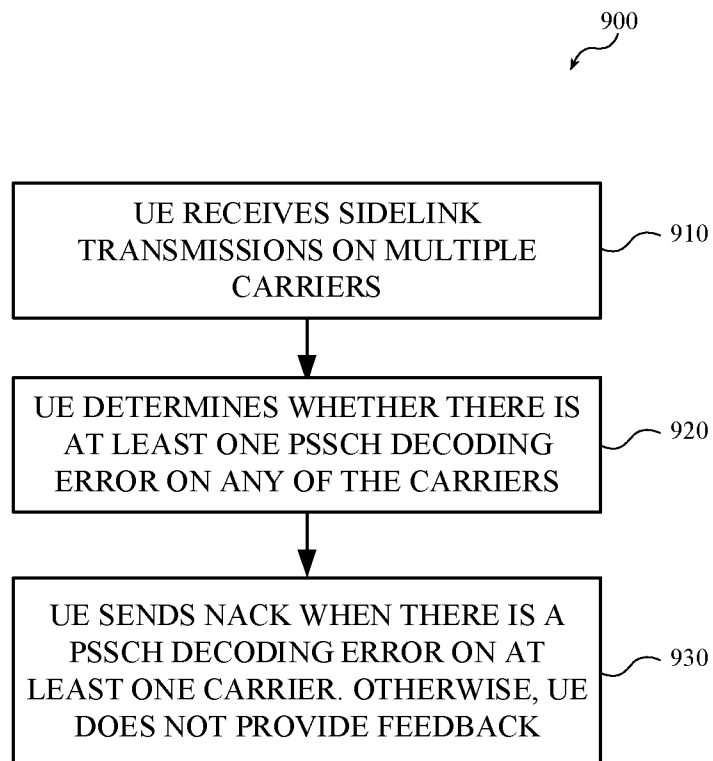 900
UE RECEIVES SIDELINK
TRANSMISSIONS ON MULTIPLE
CARRIERS
910
UE DETERMINES WHETHER THERE IS
AT LEAST ONE PSSCH DECODING
ERROR ON ANY OF THE CARRIERS
920
UE SENDS NACK WHEN THERE IS A
PSSCH DECODING ERROR ON AT
LEAST ONE CARRIER. OTHERWISE, UE
DOES NOT PROVIDE FEEDBACK
930